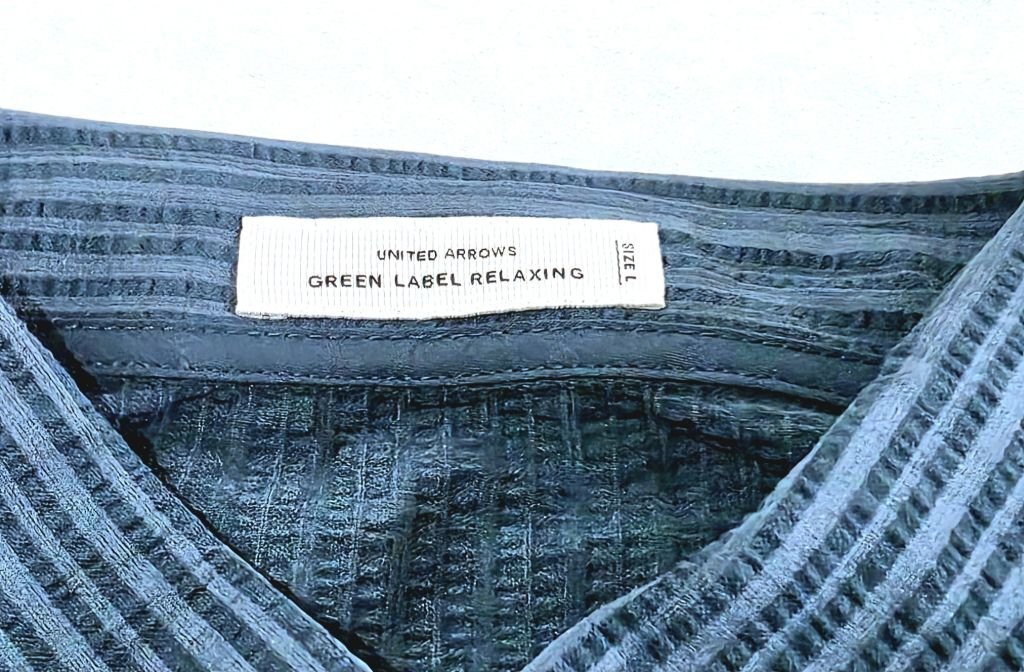 UNITED ARROWS
GREEN LABEL RELAXING
SIZE L